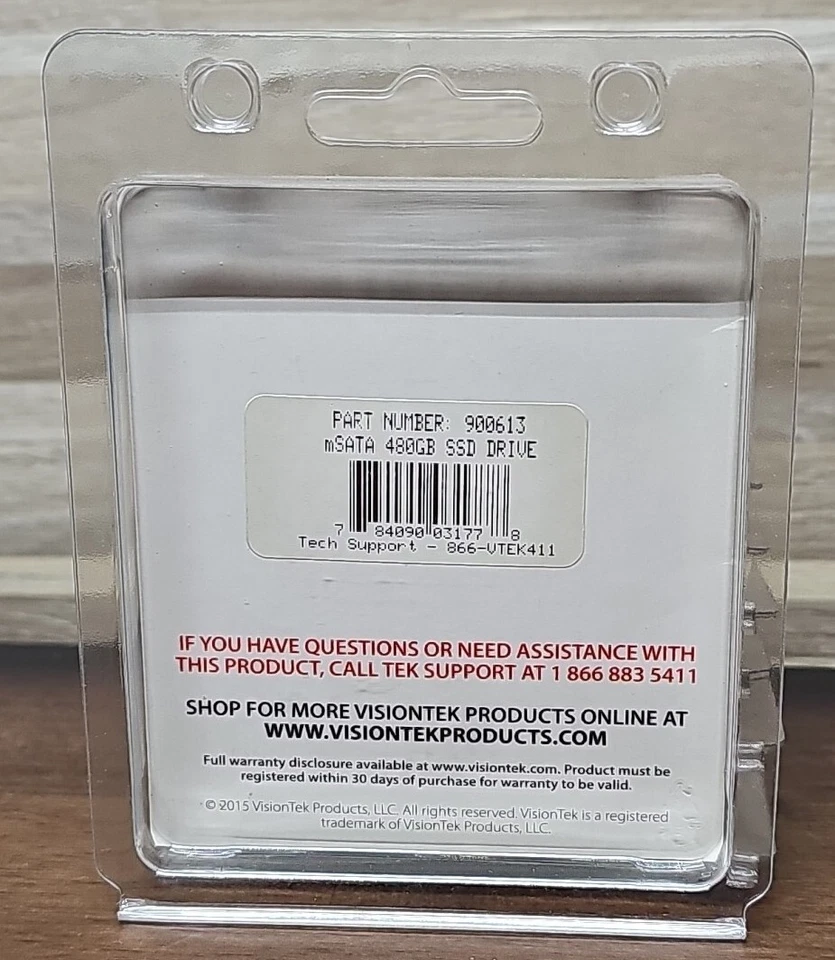 PART NUMBER: 900613
mSATA 480GB SSD DRIVE
7 84090 03177 8
Tech Support - 866-VTEK411
IF YOU HAVE QUESTIONS OR NEED ASSISTANCE WITH
THIS PRODUCT, CALL TEK SUPPORT AT 1 866 883 5411
SHOP FOR MORE VISIONTEK PRODUCTS ONLINE AT
WWW.VISIONTEKPRODUCTS.COM
Full warranty disclosure available at www.visiontek.com. Product must be
registered within 30 days of purchase for warranty to be valid.
© 2015 VisionTek Products, LLC. All rights reserved. VisionTek is a registered
trademark of VisionTek Products, LLC.